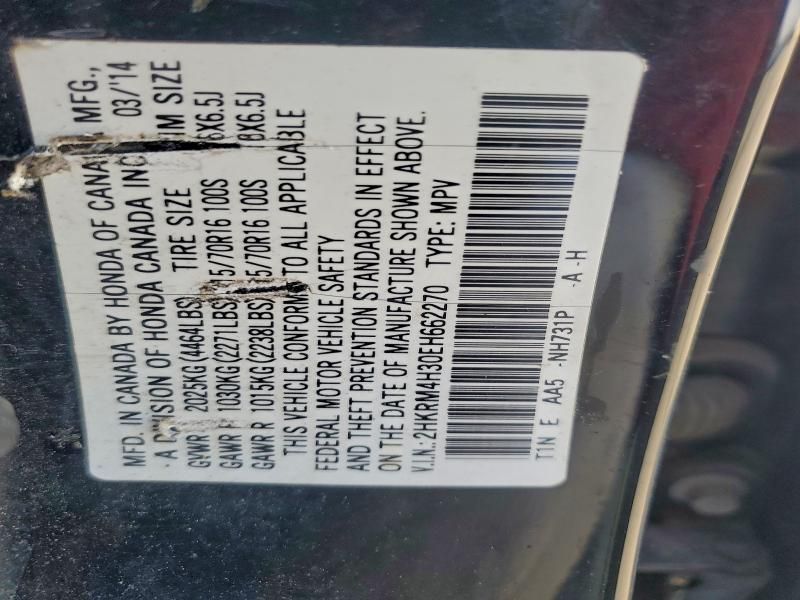 MFD. IN CANADA BY HONDA OF CANADA MFG.,
A DIVISION OF HONDA CANADA INC. 03/'14
GVWR 2025KG(4464LBS) TIRE SIZE RIM SIZE
GAWR F 1030KG(2271LBS) 5/70R16 100S 6X6.5J
GAWR R 1015KG(2238LBS) 5/70R16 100S 6X6.5J
THIS VEHICLE CONFORMS TO ALL APPLICABLE
FEDERAL MOTOR VEHICLE SAFETY
AND THEFT PREVENTION STANDARDS IN EFFECT
ON THE DATE OF MANUFACTURE SHOWN ABOVE.
V.I.N.: 2HKRM4H36EH662270 TYPE: MPV
T1N E AA5 -NH731P -A -H